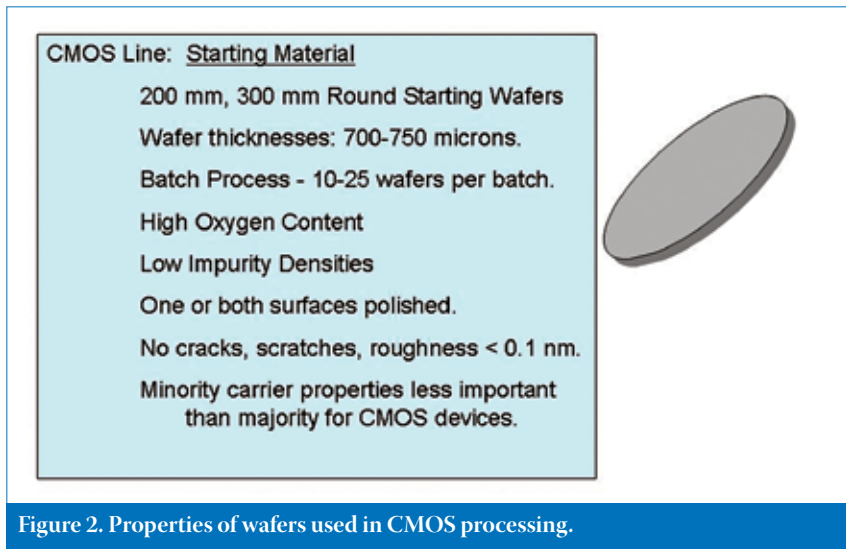 CMOS Line: Starting Material
200 mm, 300 mm Round Starting Wafers
Wafer thicknesses: 700-750 microns.
Batch Process - 10-25 wafers per batch.
High Oxygen Content
Low Impurity Densities
One or both surfaces polished.
No cracks, scratches, roughness < 0.1 nm.
Minority carrier properties less important
than majority for CMOS devices.
Figure 2. Properties of wafers used in CMOS processing.